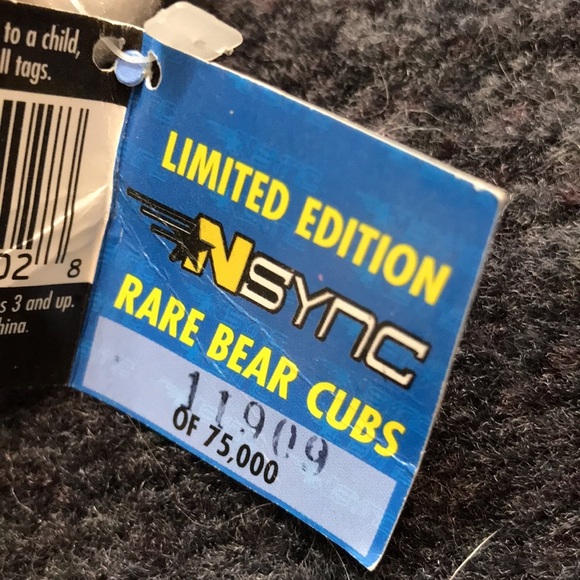 to a child,
ll tags.
02 8
s 3 and up.
hina.
LIMITED EDITION
NSYNC
RARE BEAR CUBS
11909
OF 75,000